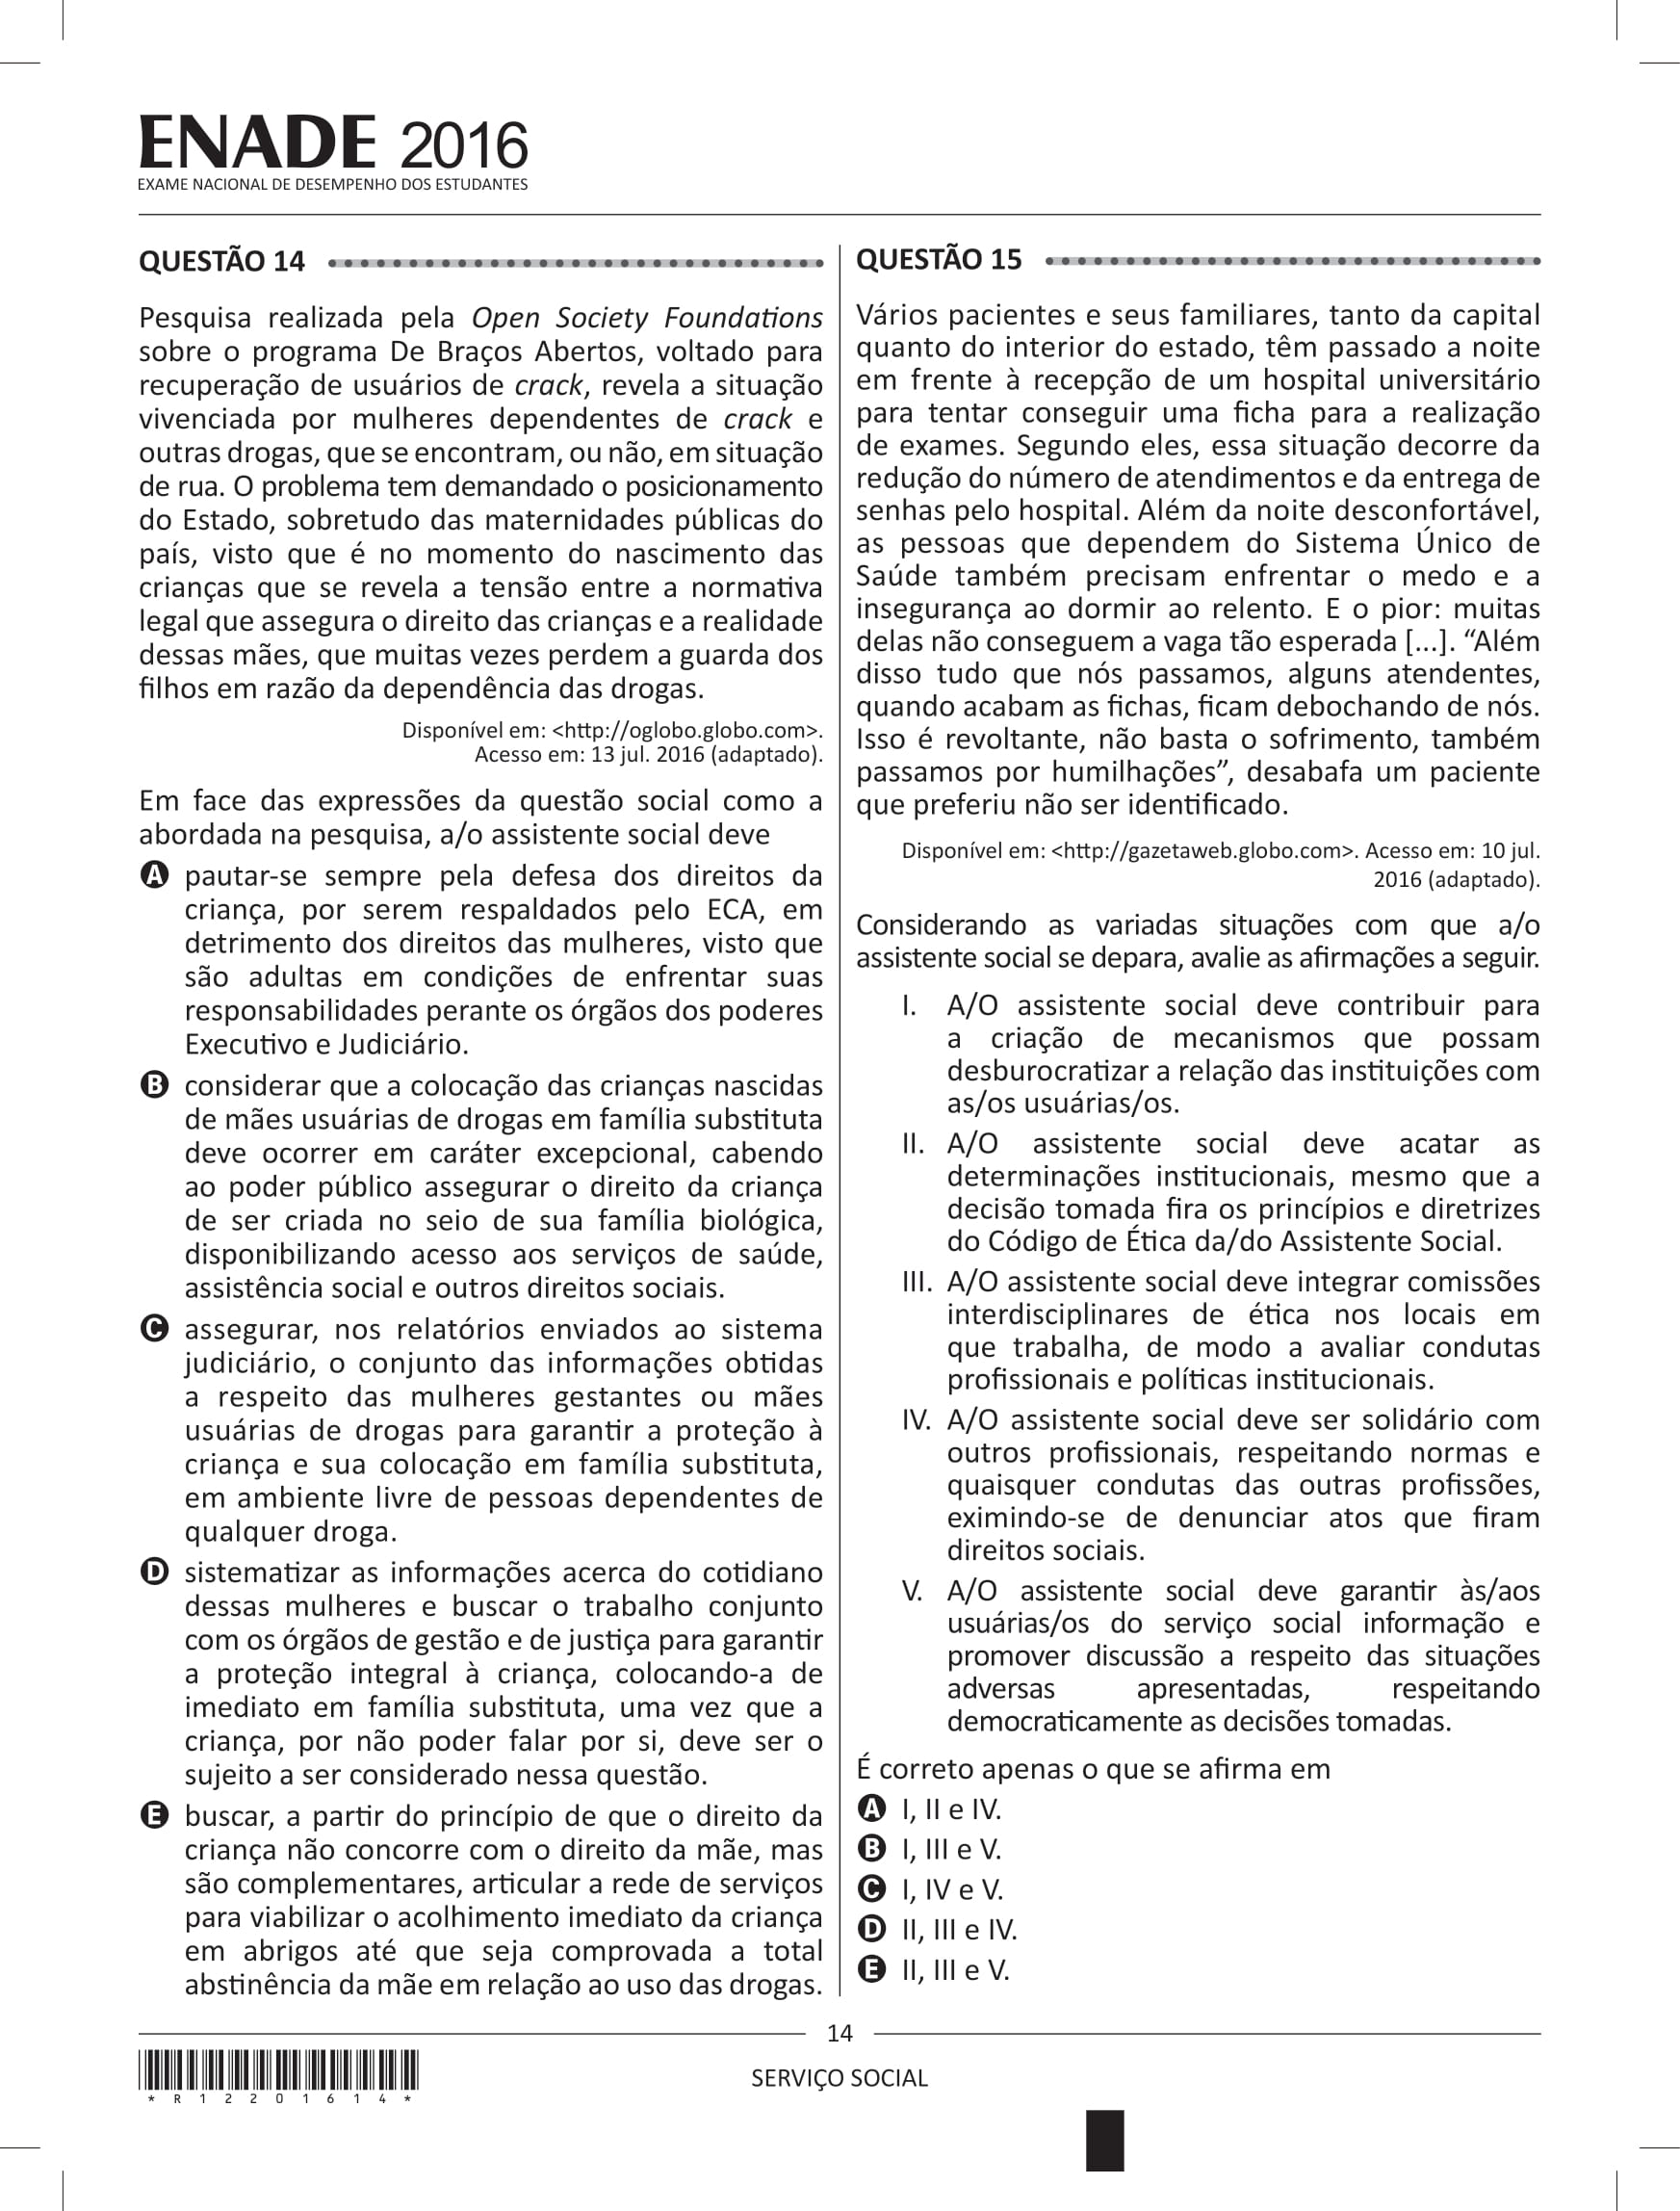 ENADE 2016
EXAME NACIONAL DE DESEMPENHO DOS ESTUDANTES
QUESTÃO 14
Pesquisa realizada pela Open Society Foundations
sobre o programa De Braços Abertos, voltado para
recuperação de usuários de crack, revela a situação
vivenciada por mulheres dependentes de crack e
outras drogas, que se encontram, ou não, em situação
de rua. O problema tem demandado o posicionamento
do Estado, sobretudo das maternidades públicas do
país, visto que é no momento do nascimento das
crianças que se revela a tensão entre a normativa
legal que assegura o direito das crianças e a realidade
dessas mães, que muitas vezes perdem a guarda dos
filhos em razão da dependência das drogas.
Disponível em: <http://oglobo.globo.com>.
Acesso em: 13 jul. 2016 (adaptado).
Em face das expressões da questão social como a
abordada na pesquisa, a/o assistente social deve
A pautar-se sempre pela defesa dos direitos da
criança, por serem respaldados pelo ECA, em
detrimento dos direitos das mulheres, visto que
são adultas em condições de enfrentar suas
responsabilidades perante os órgãos dos poderes
Executivo e Judiciário.
B considerar que a colocação das crianças nascidas
de mães usuárias de drogas em família substituta
deve ocorrer em caráter excepcional, cabendo
ao poder público assegurar o direito da criança
de ser criada no seio de sua família biológica,
disponibilizando acesso aos serviços de saúde,
assistência social e outros direitos sociais.
C assegurar, nos relatórios enviados ao sistema
judiciário, o conjunto das informações obtidas
a respeito das mulheres gestantes ou mães
usuárias de drogas para garantir a proteção à
criança e sua colocação em família substituta,
em ambiente livre de pessoas dependentes de
qualquer droga.
D sistematizar as informações acerca do cotidiano
dessas mulheres e buscar o trabalho conjunto
com os órgãos de gestão e de justiça para garantir
a proteção integral à criança, colocando-a de
imediato em família substituta, uma vez que a
criança, por não poder falar por si, deve ser o
sujeito a ser considerado nessa questão.
E buscar, a partir do princípio de que o direito da
criança não concorre com o direito da mãe, mas
são complementares, articular a rede de serviços
para viabilizar o acolhimento imediato da criança
em abrigos até que seja comprovada a total
abstinência da mãe em relação ao uso das drogas.
QUESTÃO 15
Vários pacientes e seus familiares, tanto da capital
quanto do interior do estado, têm passado a noite
em frente à recepção de um hospital universitário
para tentar conseguir uma ficha para a realização
de exames. Segundo eles, essa situação decorre da
redução do número de atendimentos e da entrega de
senhas pelo hospital. Além da noite desconfortável,
as pessoas que dependem do Sistema Único de
Saúde também precisam enfrentar o medo e a
insegurança ao dormir ao relento. E o pior: muitas
delas não conseguem a vaga tão esperada [...]. “Além
disso tudo que nós passamos, alguns atendentes,
quando acabam as fichas, ficam debochando de nós.
Isso é revoltante, não basta o sofrimento, também
passamos por humilhações”, desabafa um paciente
que preferiu não ser identificado.
Disponível em: <http://gazetaweb.globo.com>. Acesso em: 10 jul.
2016 (adaptado).
Considerando as variadas situações com que a/o
assistente social se depara, avalie as afirmações a seguir.
I. A/O assistente social deve contribuir para
a criação de mecanismos que possam
desburocratizar a relação das instituições com
as/os usuárias/os.
II. A/O assistente social deve acatar as
determinações institucionais, mesmo que a
decisão tomada fira os princípios e diretrizes
do Código de Ética da/do Assistente Social.
III. A/O assistente social deve integrar comissões
interdisciplinares de ética nos locais em
que trabalha, de modo a avaliar condutas
profissionais e políticas institucionais.
IV. A/O assistente social deve ser solidário com
outros profissionais, respeitando normas e
quaisquer condutas das outras profissões,
eximindo-se de denunciar atos que firam
direitos sociais.
V. A/O assistente social deve garantir às/aos
usuárias/os do serviço social informação e
promover discussão a respeito das situações
adversas apresentadas, respeitando
democraticamente as decisões tomadas.
É correto apenas o que se afirma em
A I, II e IV.
B I, III e V.
C I, IV e V.
D II, III e IV.
E II, III e V.
14
SERVIÇO SOCIAL
* R 1 2 2 0 1 6 1 4 *